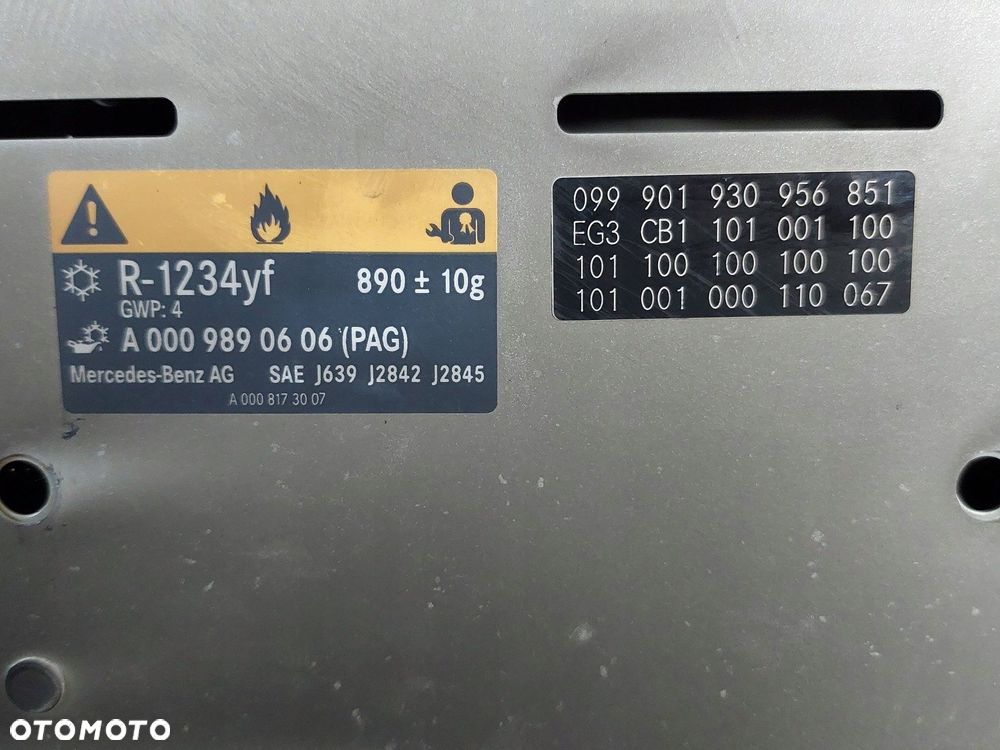 R-1234yf 890 ± 10g
GWP: 4
A 000 989 06 06 (PAG)
Mercedes-Benz AG SAE J639 J2842 J2845
A 000 817 30 07
099 901 930 956 851
EG3 CB1 101 001 100
101 100 100 100 100
101 001 000 110 067
OTOMOTO